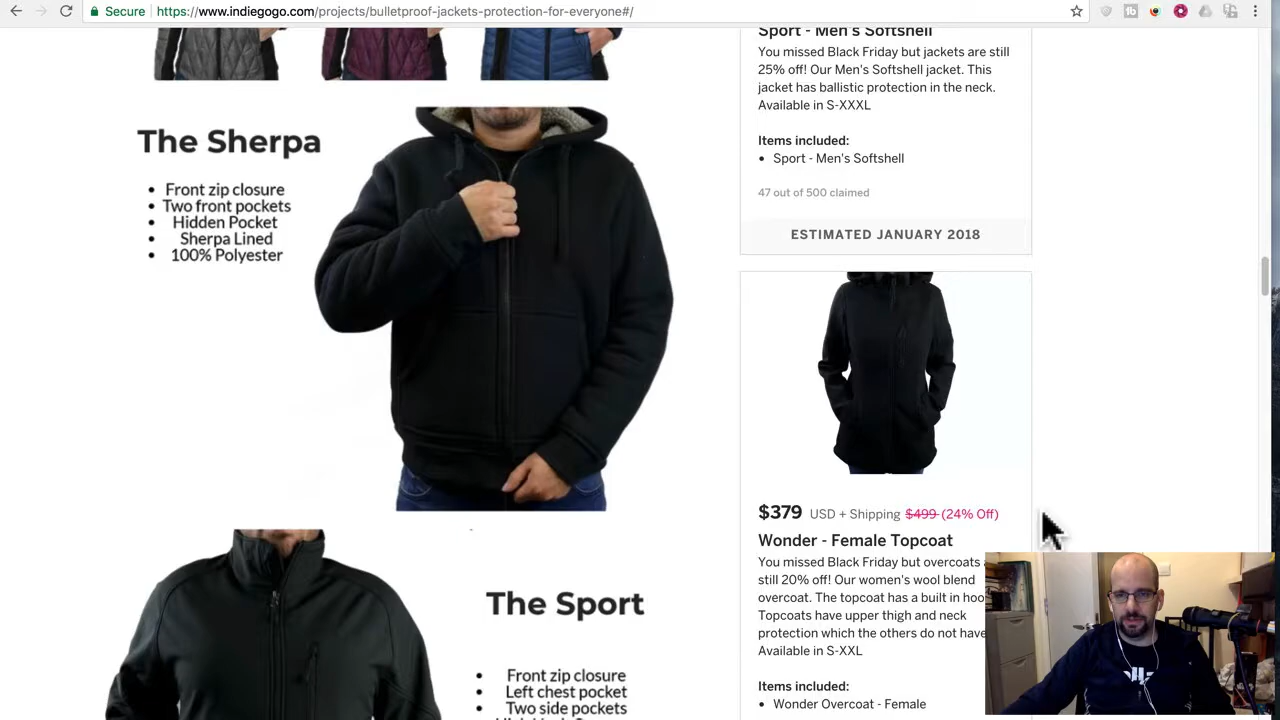 Secure https://www.indiegogo.com/projects/bulletproof-jackets-protection-for-everyone#/
The Sherpa
• Front zip closure
• Two front pockets
• Hidden Pocket
• Sherpa Lined
• 100% Polyester
The Sport
• Front zip closure
• Left chest pocket
• Two side pockets
Sport - Men's Softshell
You missed Black Friday but jackets are still
25% off! Our Men's Softshell jacket. This
jacket has ballistic protection in the neck.
Available in S-XXXL
Items included:
• Sport - Men's Softshell
47 out of 500 claimed
ESTIMATED JANUARY 2018
$379 USD + Shipping $499 (24% Off)
Wonder - Female Topcoat
You missed Black Friday but overcoats
still 20% off! Our women's wool blend
overcoat. The topcoat has a built in
Topcoats have upper thigh and neck
protection which the others do not have
Available in S-XXL
Items included:
• Wonder Overcoat - Female